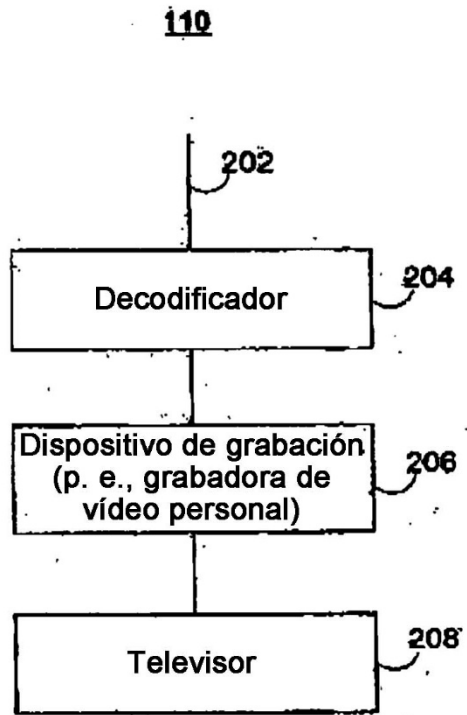 110
202
Decodificador
204
Dispositivo de grabación
(p. e., grabadora de
vídeo personal)
206
Televisor
208